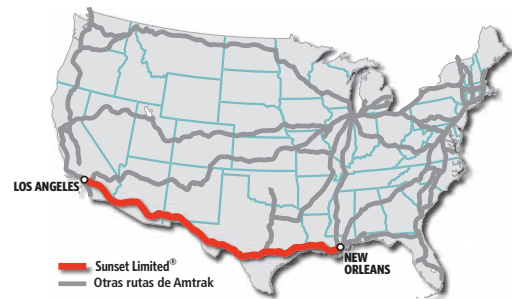 LOS ANGELES
NEW
ORLEANS
Sunset Limited®
Otras rutas de Amtrak